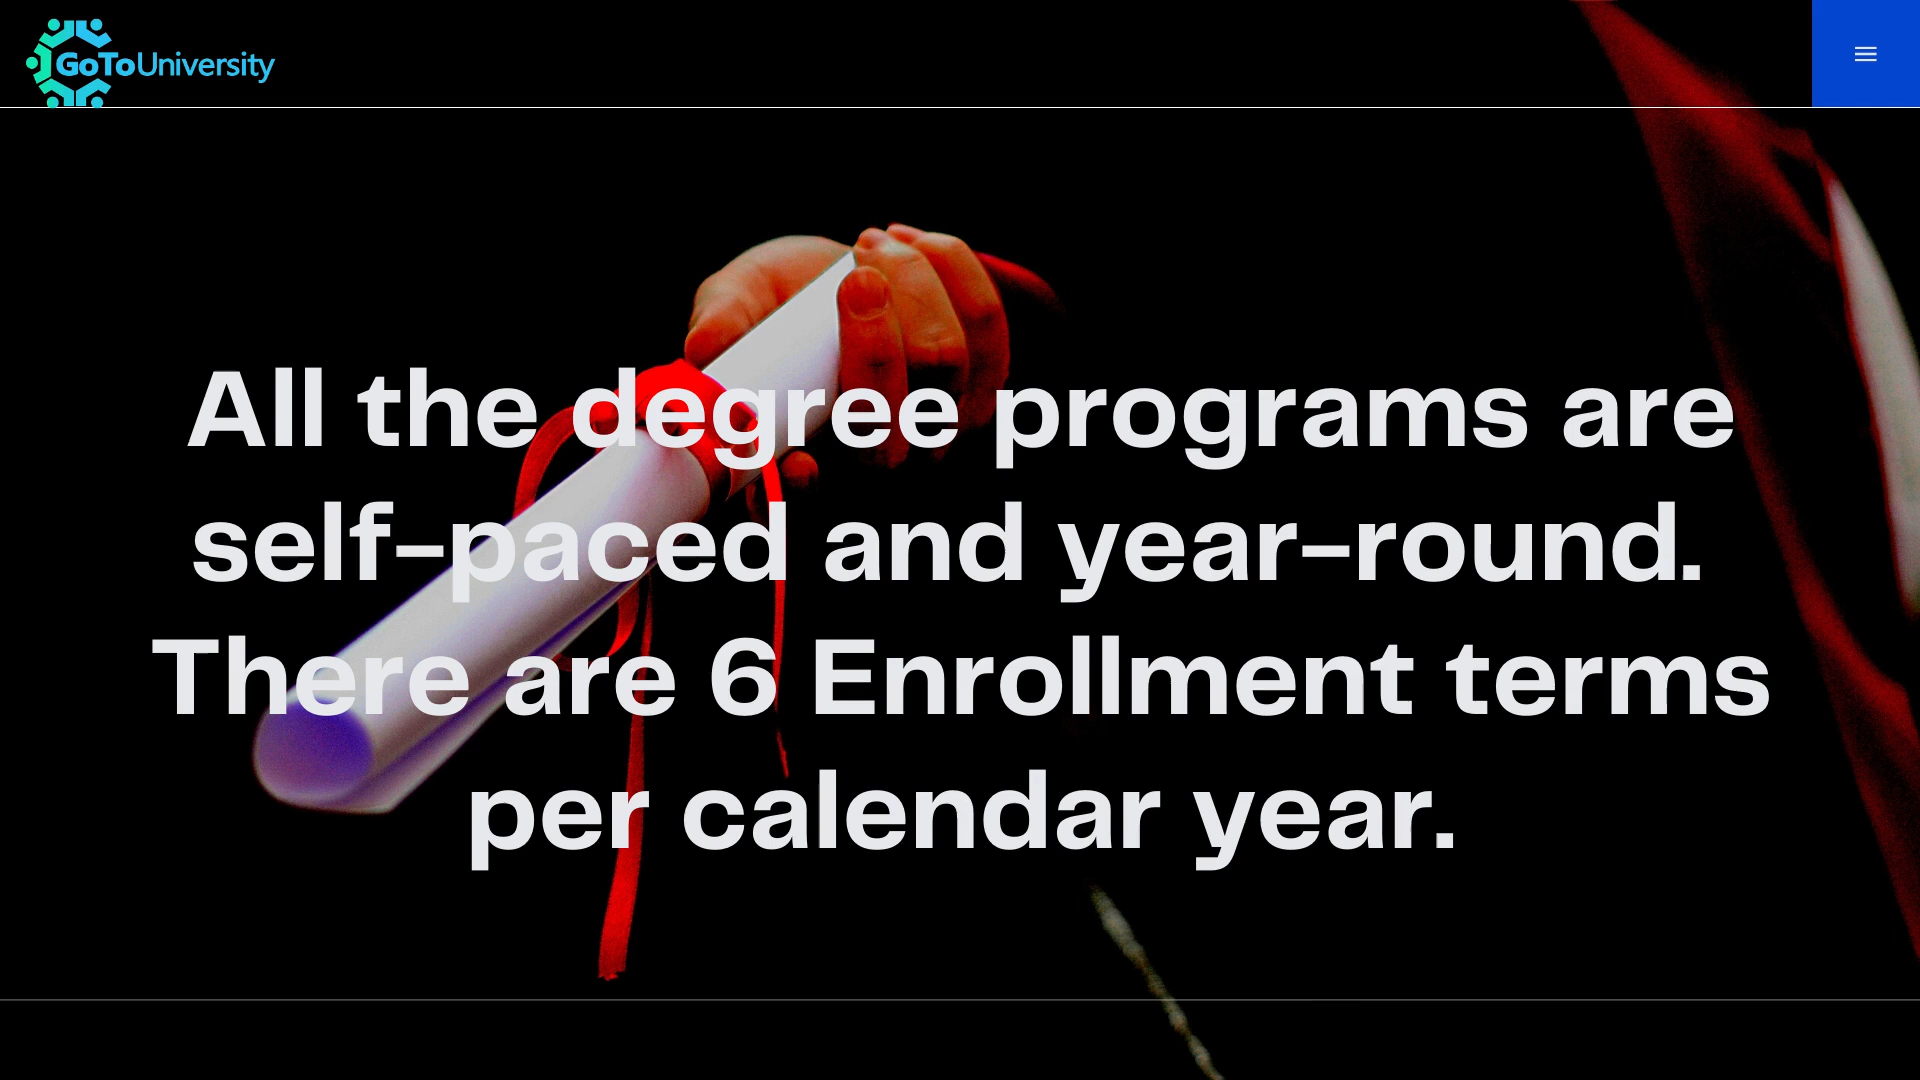 GoToUniversity
All the degree programs are
self-paced and year-round.
There are 6 Enrollment terms
per calendar year.